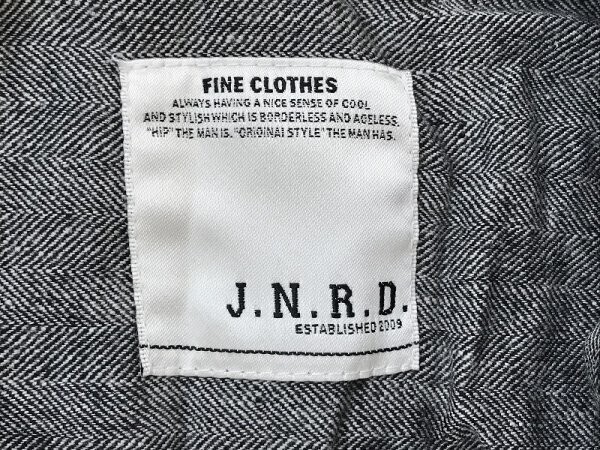 FINE CLOTHES
ALWAYS HAVING A NICE SENSE OF COOL
AND STYLISH WHICH IS BORDERLESS AND AGELESS.
"HIP" THE MAN IS. "ORIGINAL STYLE" THE MAN HAS.
J.N.R.D.
ESTABLISHED 2009